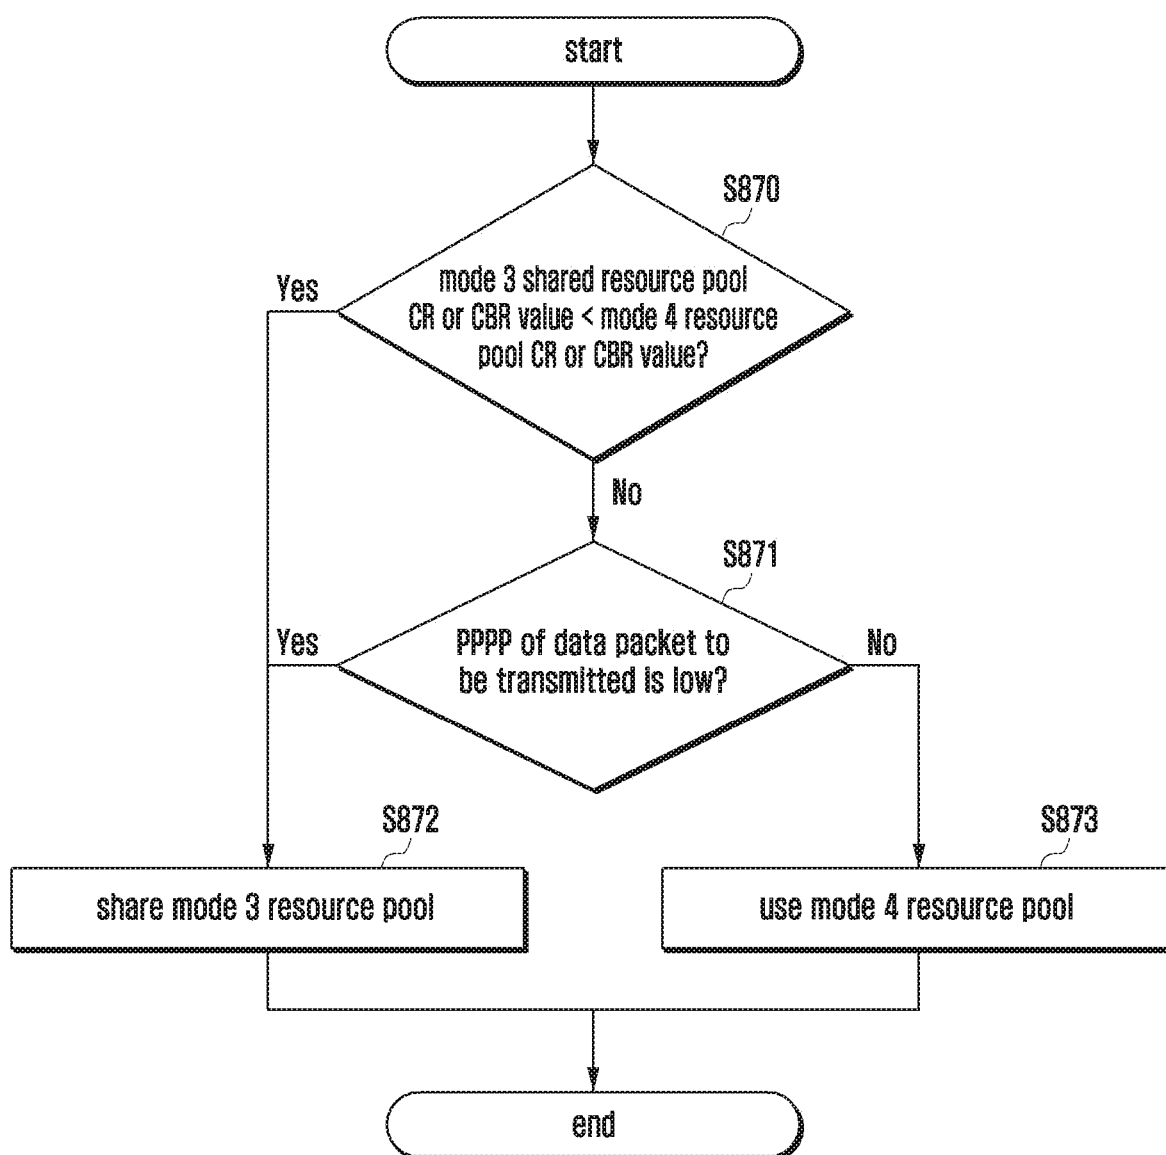 start
S870
Yes
mode 3 shared resource pool
CR or CBR value < mode 4 resource
pool CR or CBR value?
No
S871
Yes
PPPP of data packet to
be transmitted is low?
No
S872
S873
share mode 3 resource pool
use mode 4 resource pool
end